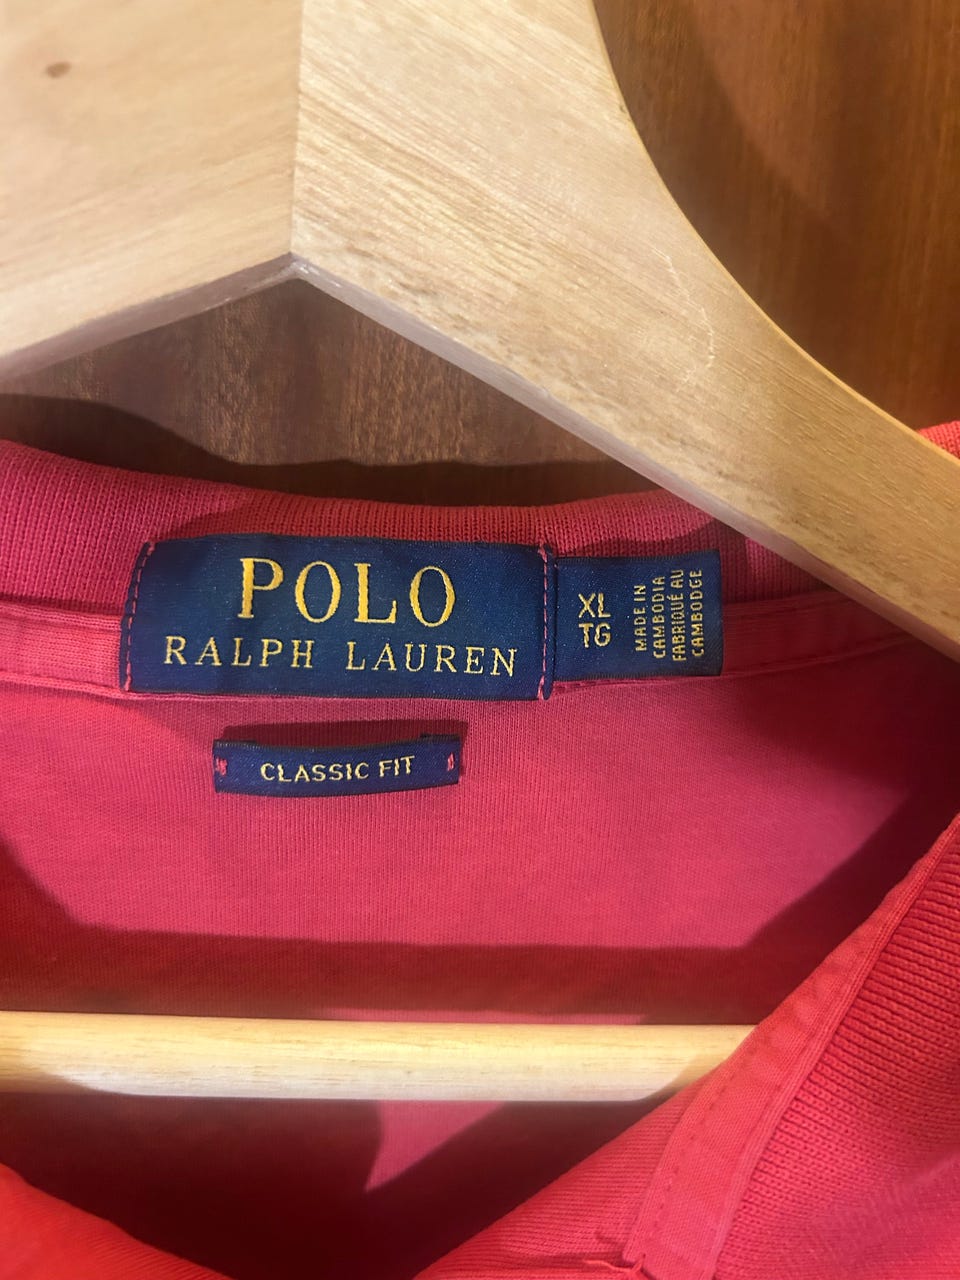 POLO
RALPH LAUREN
XL
TG
MADE IN
CAMBODIA
FABRIQUÉ AU
CAMBODGE
CLASSIC FIT